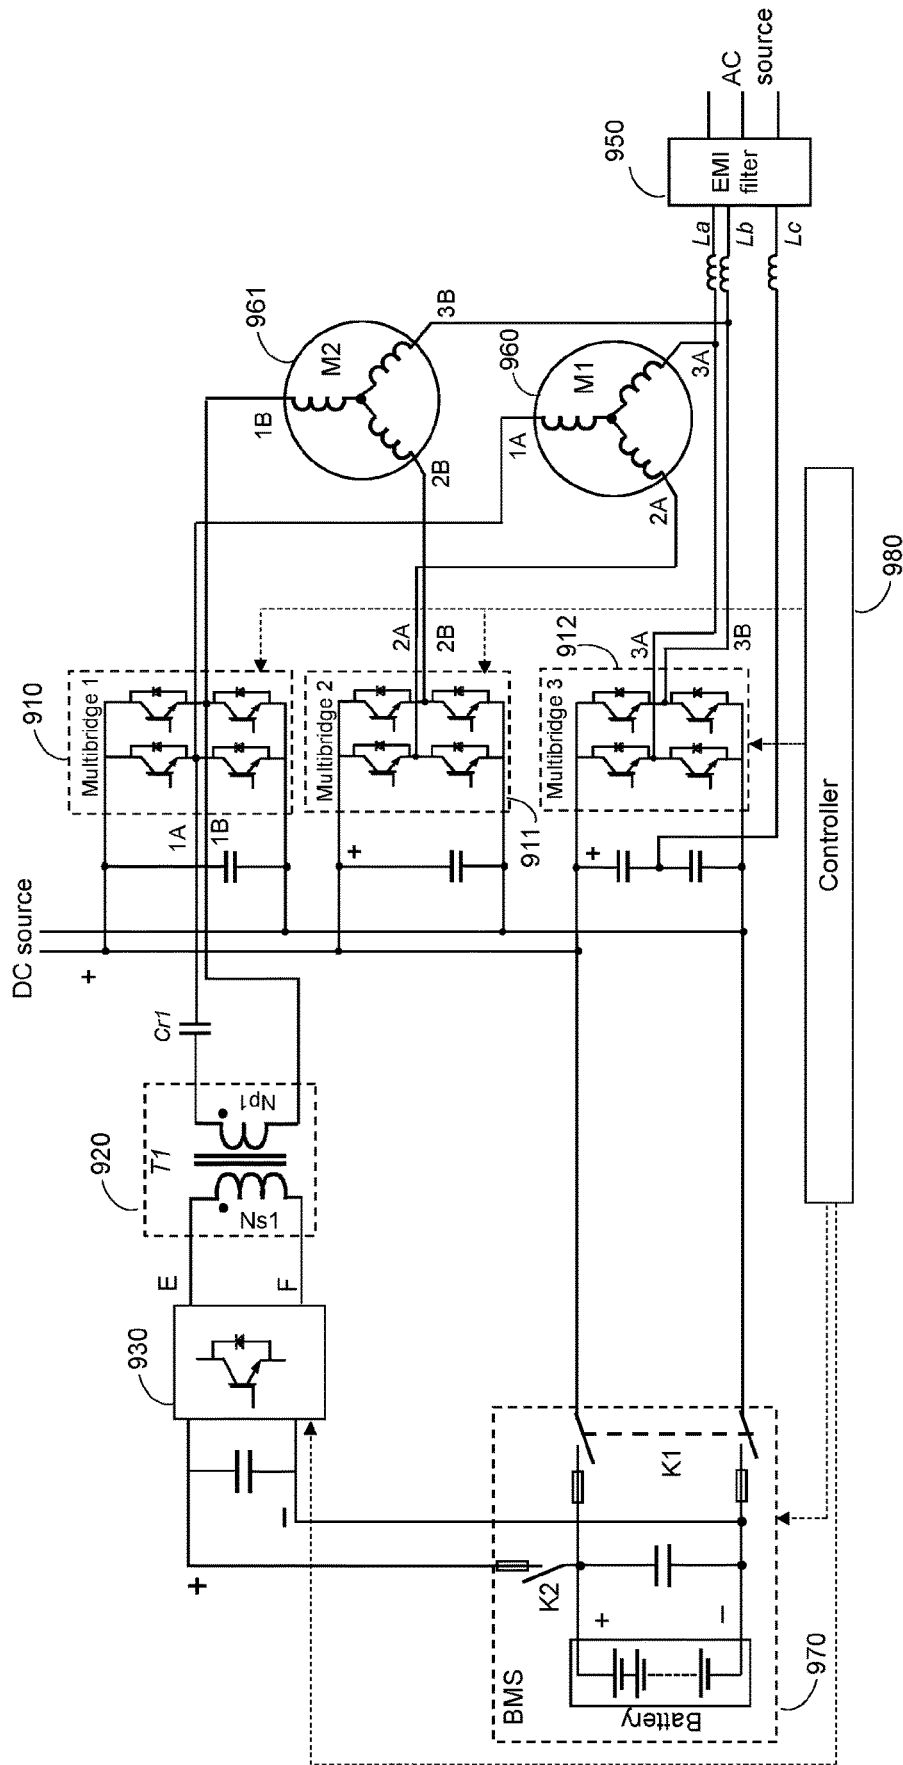 AC
source
950
EMI
filter
La
Lb
Lc
961
M2
3B
1B
2B
960
M1
3A
1A
2A
980
Controller
910
Multibridge 1
1A
1B
2A
2B
Multibridge 2
911
912
3A
3B
Multibridge 3
+
+
DC source
+
Cr1
920
T1
Np1
Ns1
E
F
930
+
−
K1
K2
+
−
BMS
Battery
970